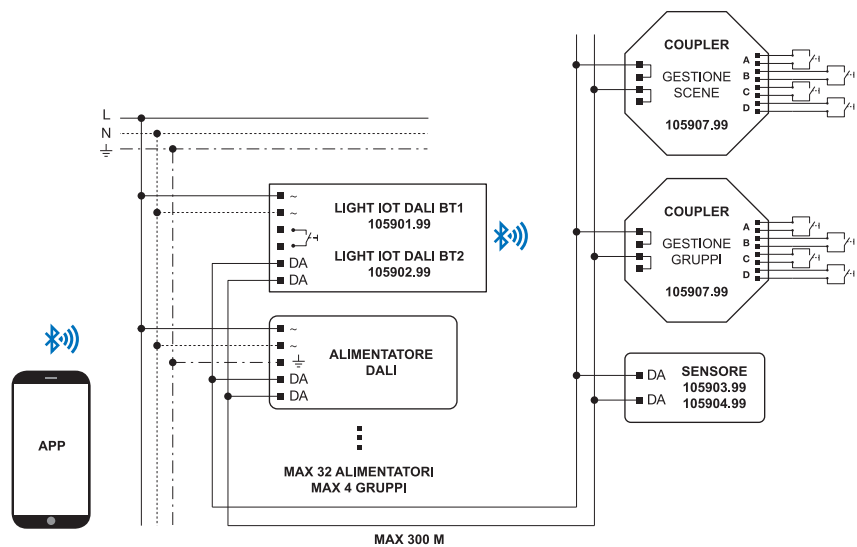 L
N
~
~
LIGHT IOT DALI BT1
105901.99
LIGHT IOT DALI BT2
105902.99
DA
DA
~
~
DA
DA
ALIMENTATORE
DALI
MAX 32 ALIMENTATORI
MAX 4 GRUPPI
MAX 300 M
APP
COUPLER
GESTIONE
SCENE
105907.99
A
B
C
D
COUPLER
GESTIONE
GRUPPI
105907.99
A
B
C
D
DA
DA
SENSORE
105903.99
105904.99